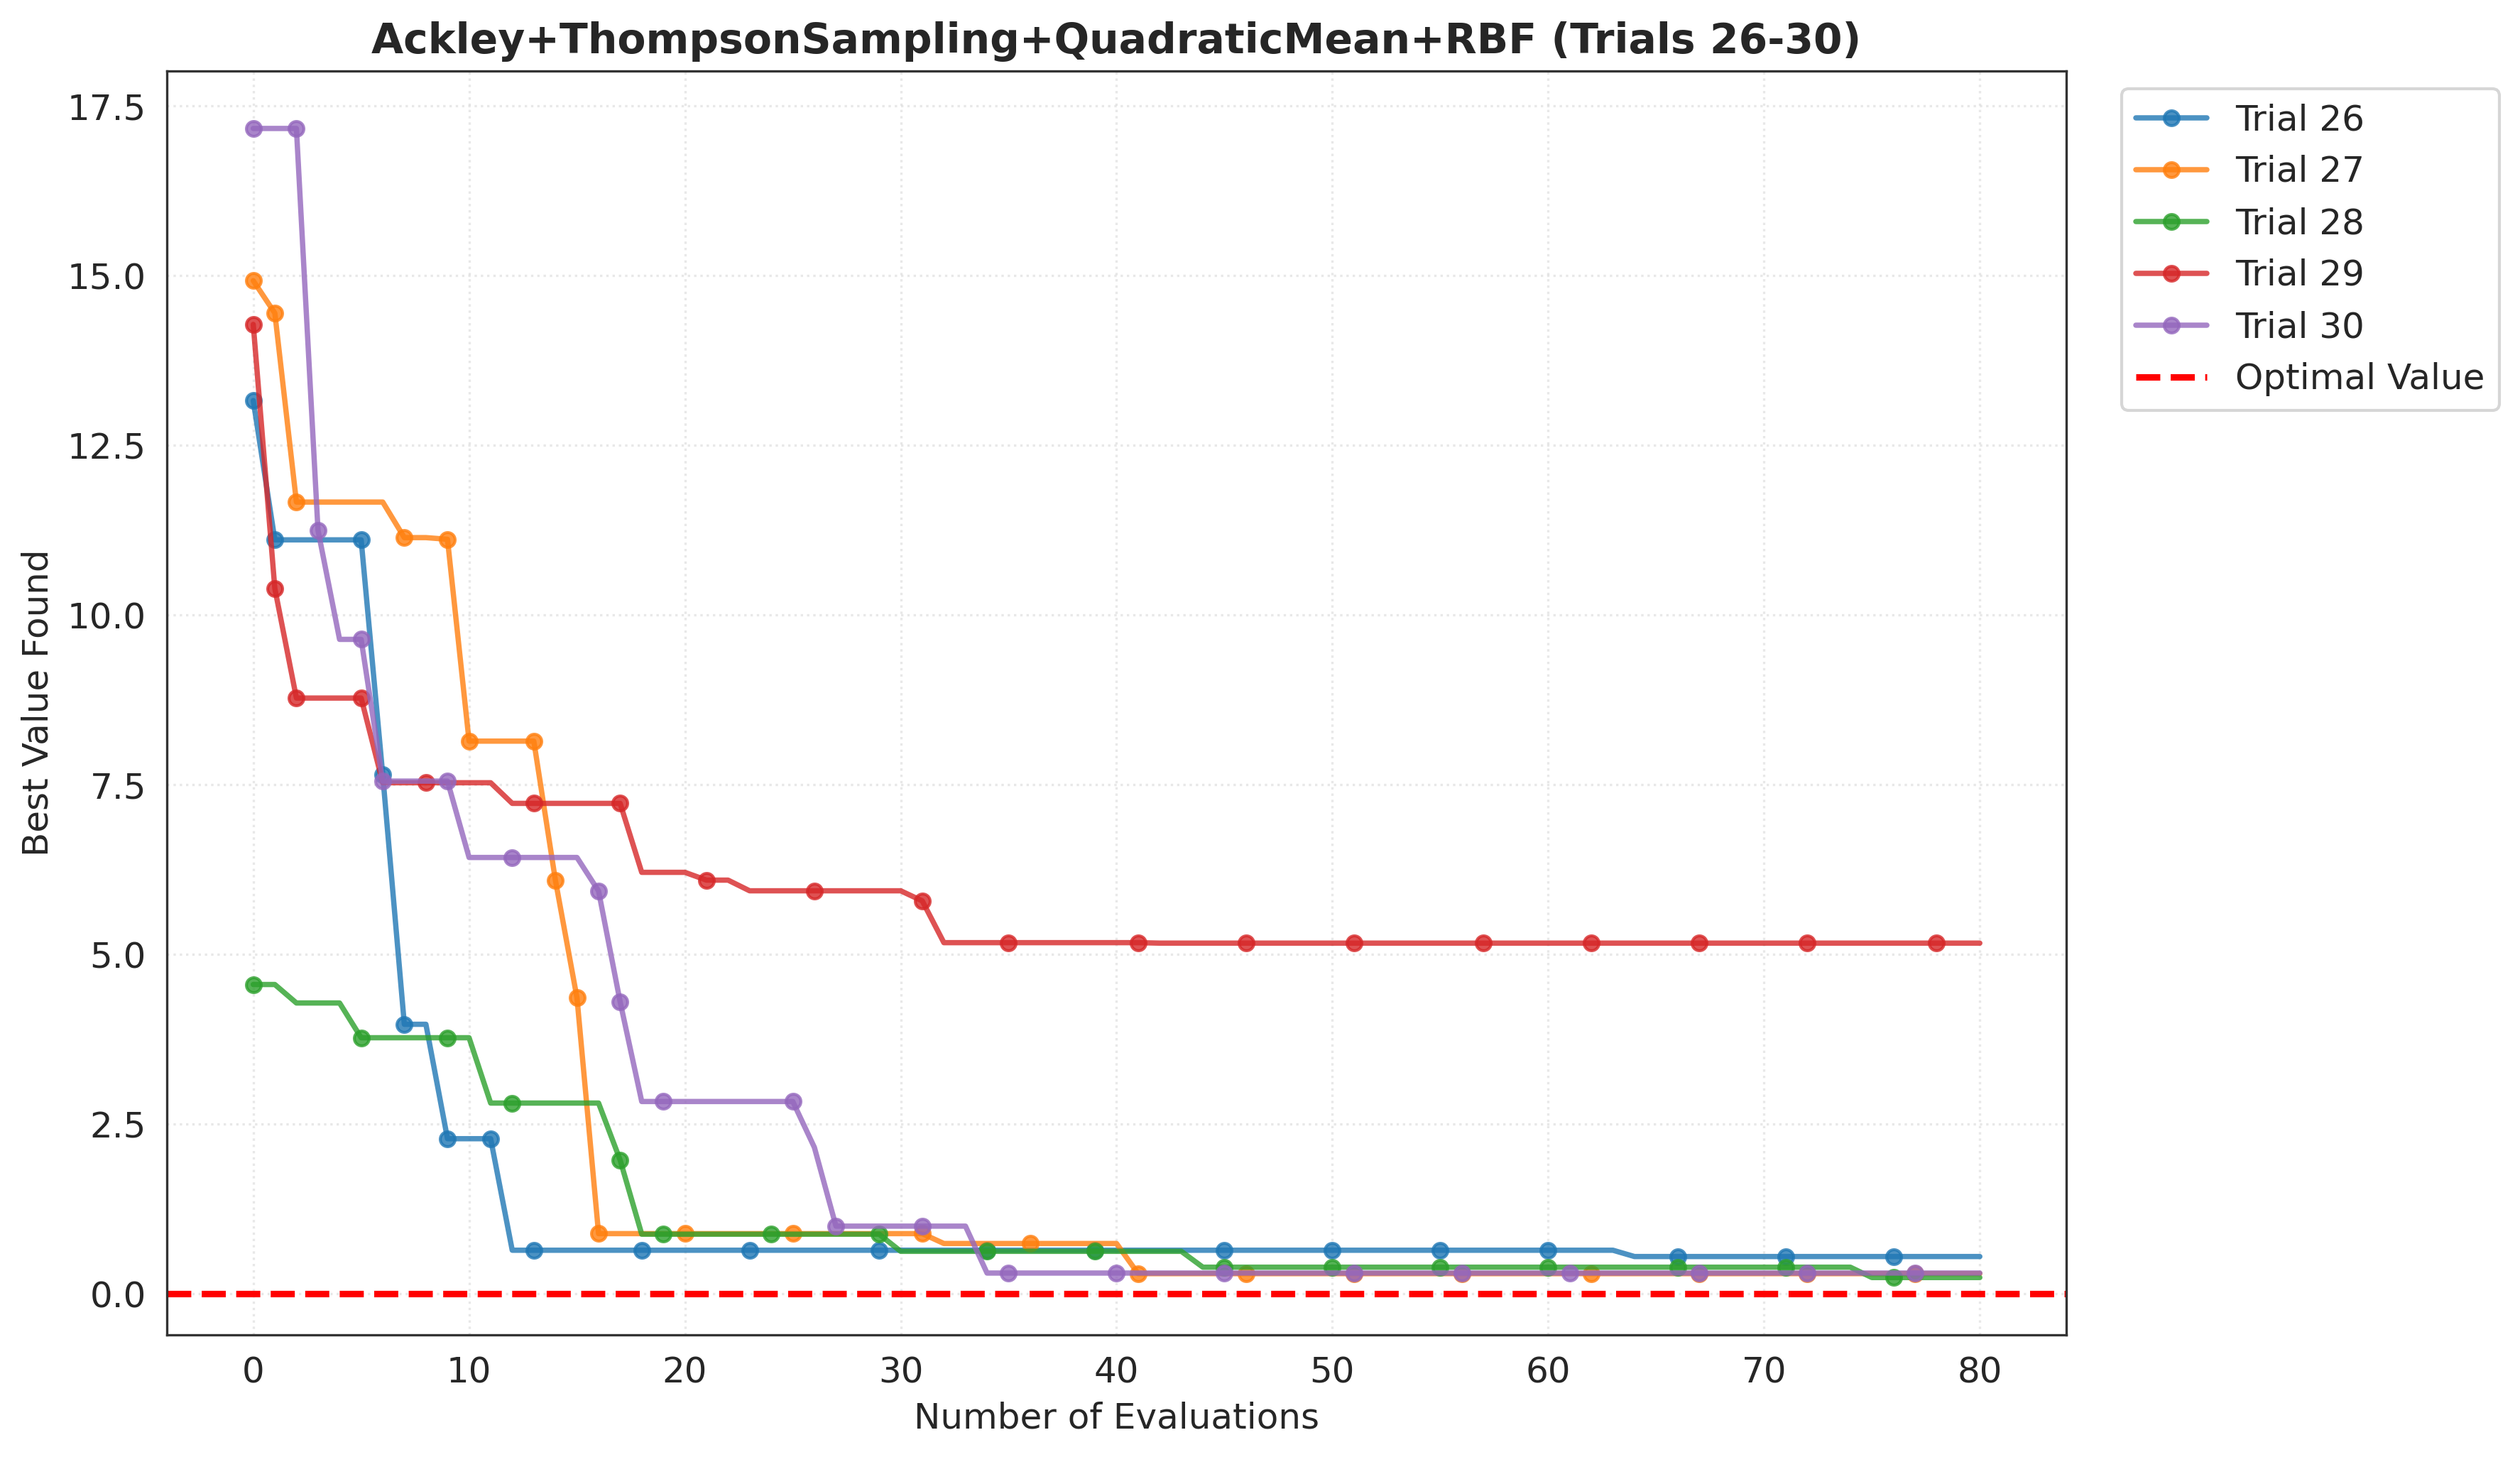 Ackley+ThompsonSampling+QuadraticMean+RBF (Trials 26-30)
Best Value Found
17.5
15.0
12.5
10.0
7.5
5.0
2.5
0.0
0 10 20 30 40 50 60 70 80
Number of Evaluations
Trial 26
Trial 27
Trial 28
Trial 29
Trial 30
Optimal Value